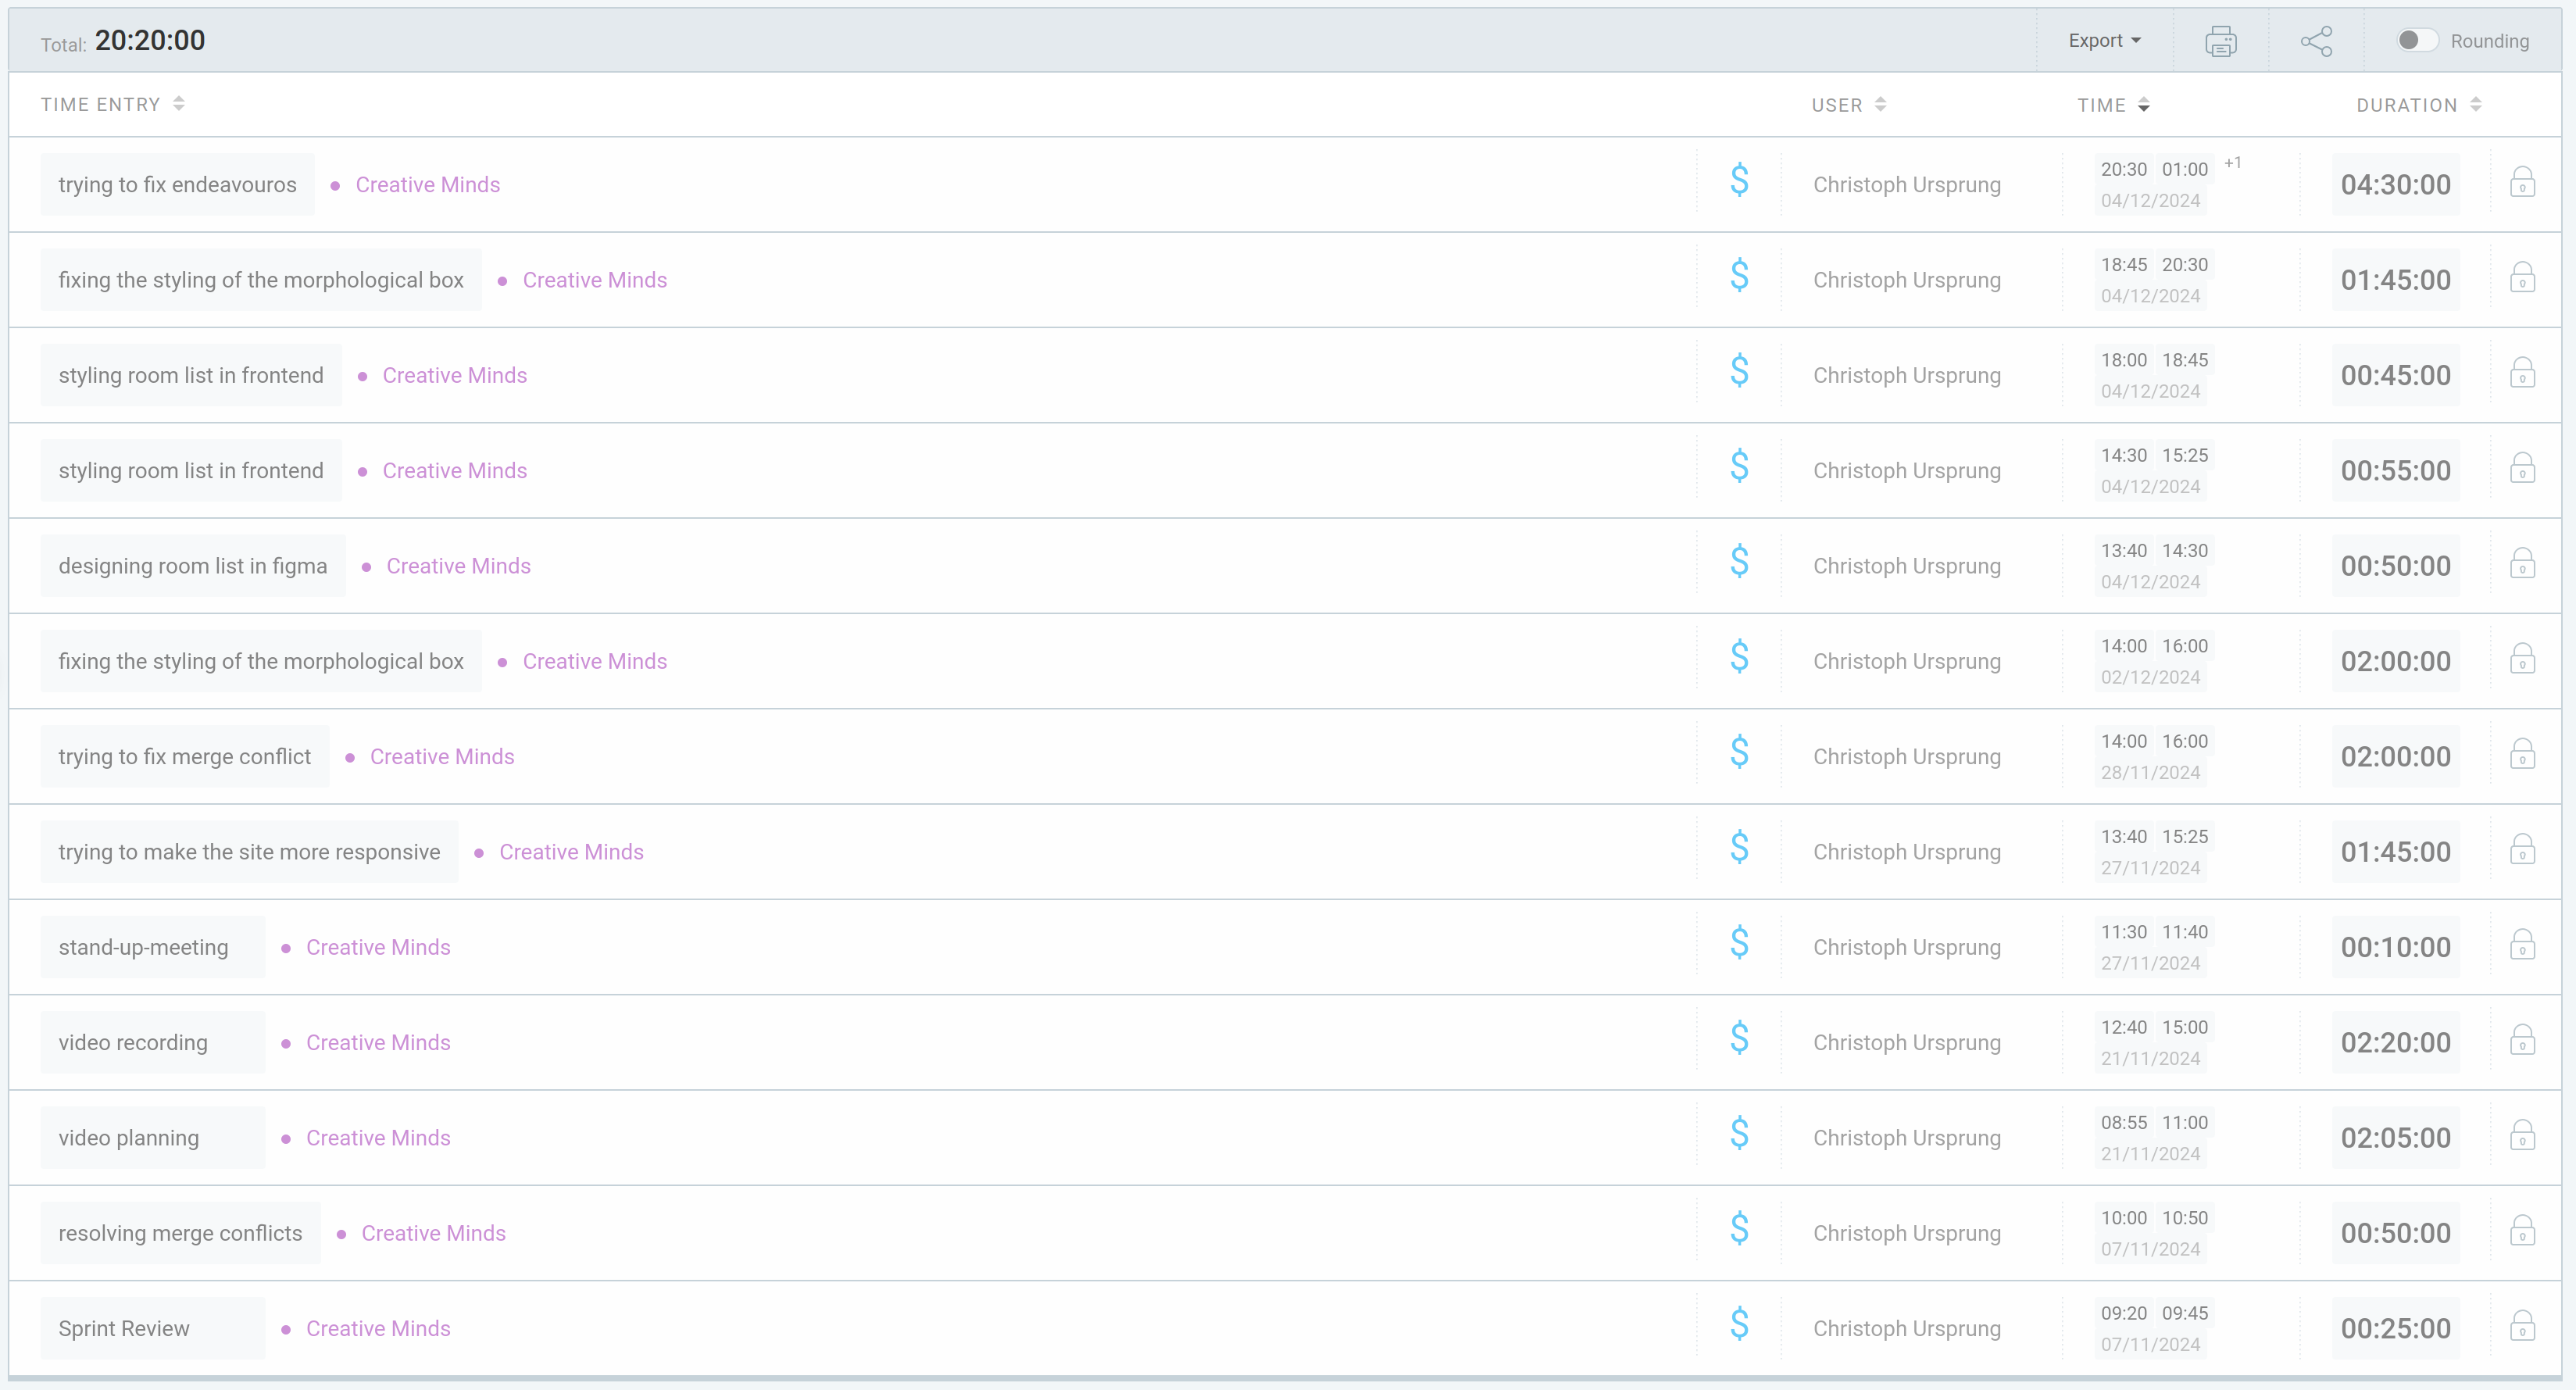 Total: 20:20:00 Export Rounding
TIME ENTRY USER TIME DURATION
trying to fix endeavouros • Creative Minds $ Christoph Ursprung 20:30 01:00 +1 04:30:00
04/12/2024
fixing the styling of the morphological box • Creative Minds $ Christoph Ursprung 18:45 20:30 01:45:00
04/12/2024
styling room list in frontend • Creative Minds $ Christoph Ursprung 18:00 18:45 00:45:00
04/12/2024
styling room list in frontend • Creative Minds $ Christoph Ursprung 14:30 15:25 00:55:00
04/12/2024
designing room list in figma • Creative Minds $ Christoph Ursprung 13:40 14:30 00:50:00
04/12/2024
fixing the styling of the morphological box • Creative Minds $ Christoph Ursprung 14:00 16:00 02:00:00
02/12/2024
trying to fix merge conflict • Creative Minds $ Christoph Ursprung 14:00 16:00 02:00:00
28/11/2024
trying to make the site more responsive • Creative Minds $ Christoph Ursprung 13:40 15:25 01:45:00
27/11/2024
stand-up-meeting • Creative Minds $ Christoph Ursprung 11:30 11:40 00:10:00
27/11/2024
video recording • Creative Minds $ Christoph Ursprung 12:40 15:00 02:20:00
21/11/2024
video planning • Creative Minds $ Christoph Ursprung 08:55 11:00 02:05:00
21/11/2024
resolving merge conflicts • Creative Minds $ Christoph Ursprung 10:00 10:50 00:50:00
07/11/2024
Sprint Review • Creative Minds $ Christoph Ursprung 09:20 09:45 00:25:00
07/11/2024